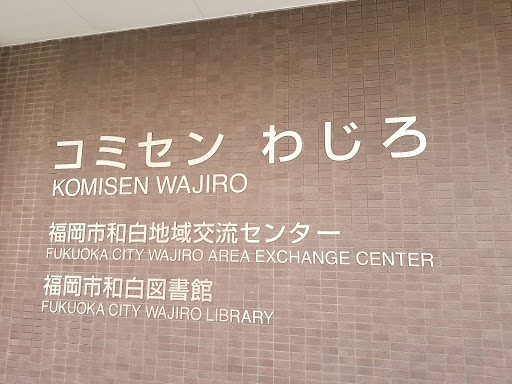 コミセン わじろ
KOMISEN WAJIRO
福岡市和白地域交流センター
FUKUOKA CITY WAJIRO AREA EXCHANGE CENTER
福岡市和白図書館
FUKUOKA CITY WAJIRO LIBRARY